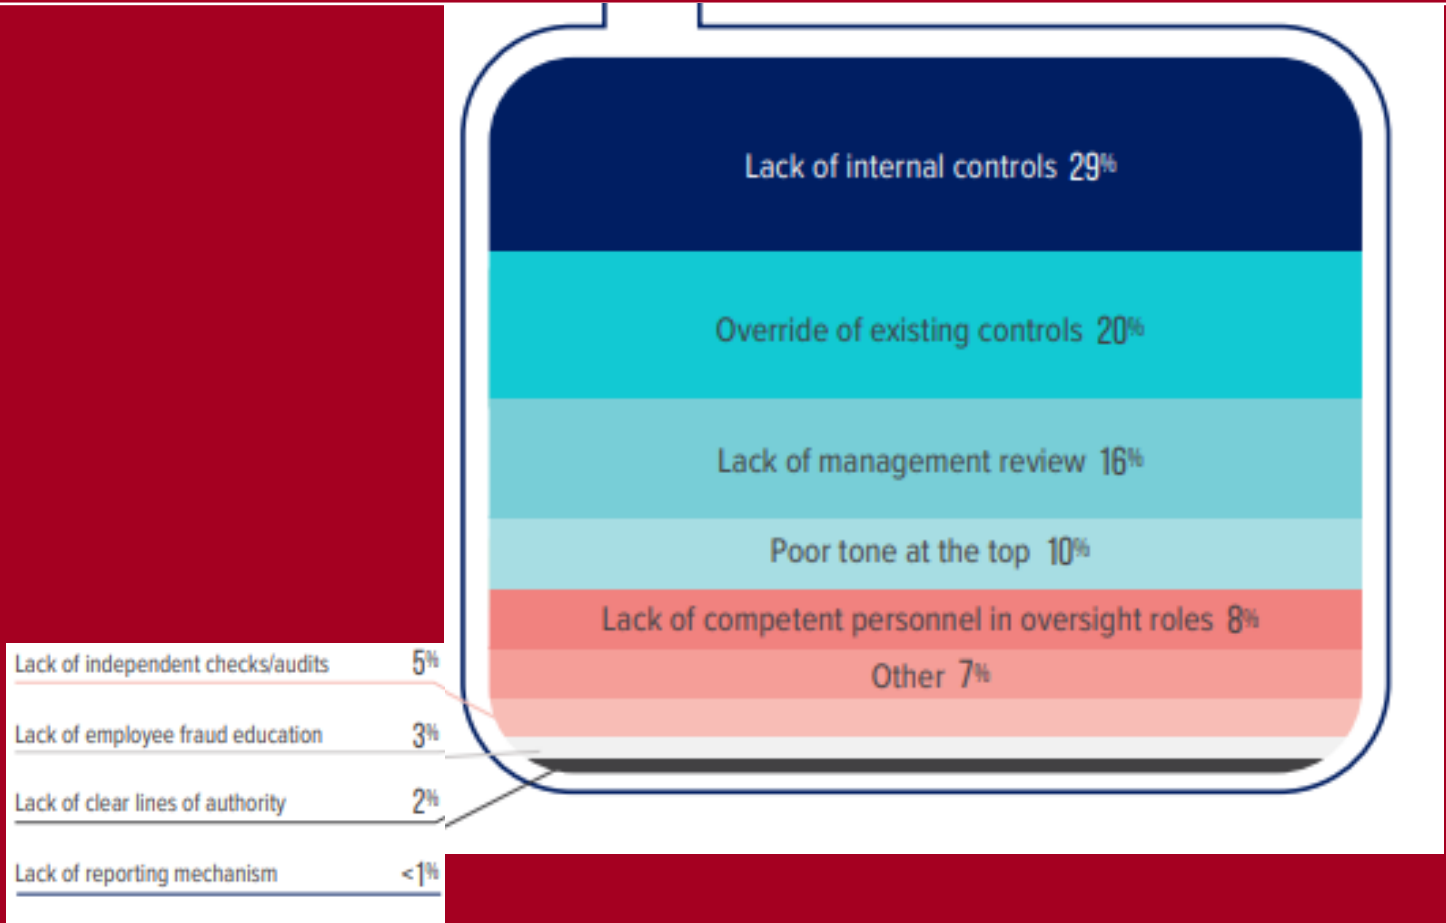 Lack of internal controls 29%
Override of existing controls 20%
Lack of management review 16%
Poor tone at the top 10%
Lack of competent personnel in oversight roles 8%
Other 7%
Lack of independent checks/audits 5%
Lack of employee fraud education 3%
Lack of clear lines of authority 2%
Lack of reporting mechanism <1%